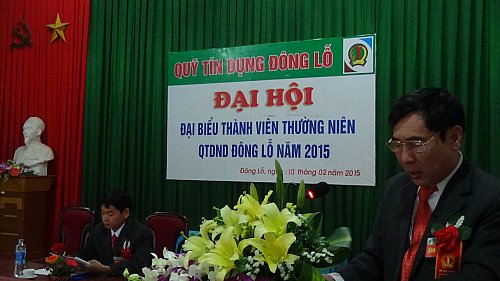 QUỸ TÍN DỤNG ĐÔNG LỖ
ĐẠI HỘI
ĐẠI BIỂU THÀNH VIÊN THƯỜNG NIÊN
QTDND ĐÔNG LỖ NĂM 2015
Đông Lỗ, ngày: 10 tháng 02 năm 2015